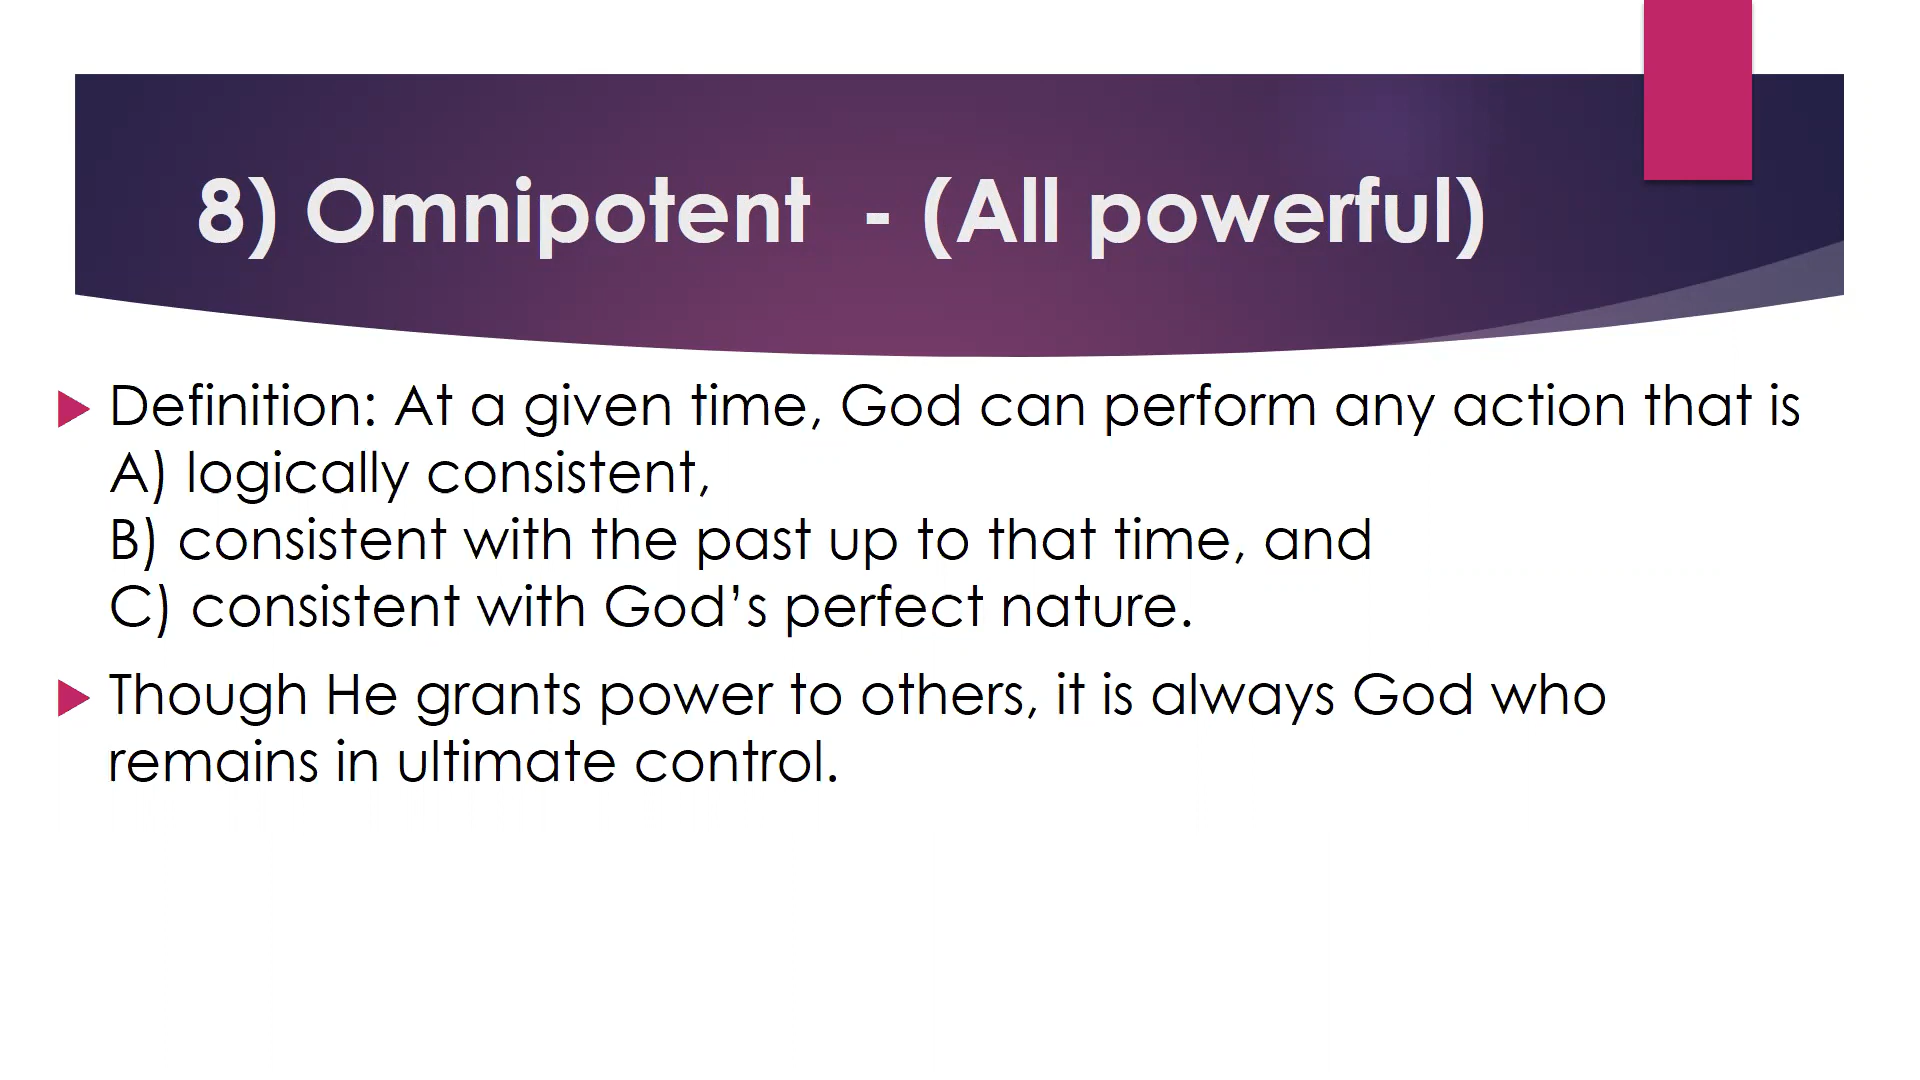 8) Omnipotent  - (All powerful)
Definition: At a given time, God can perform any action that is
A) logically consistent,
B) consistent with the past up to that time, and
C) consistent with God’s perfect nature.
Though He grants power to others, it is always God who
remains in ultimate control.